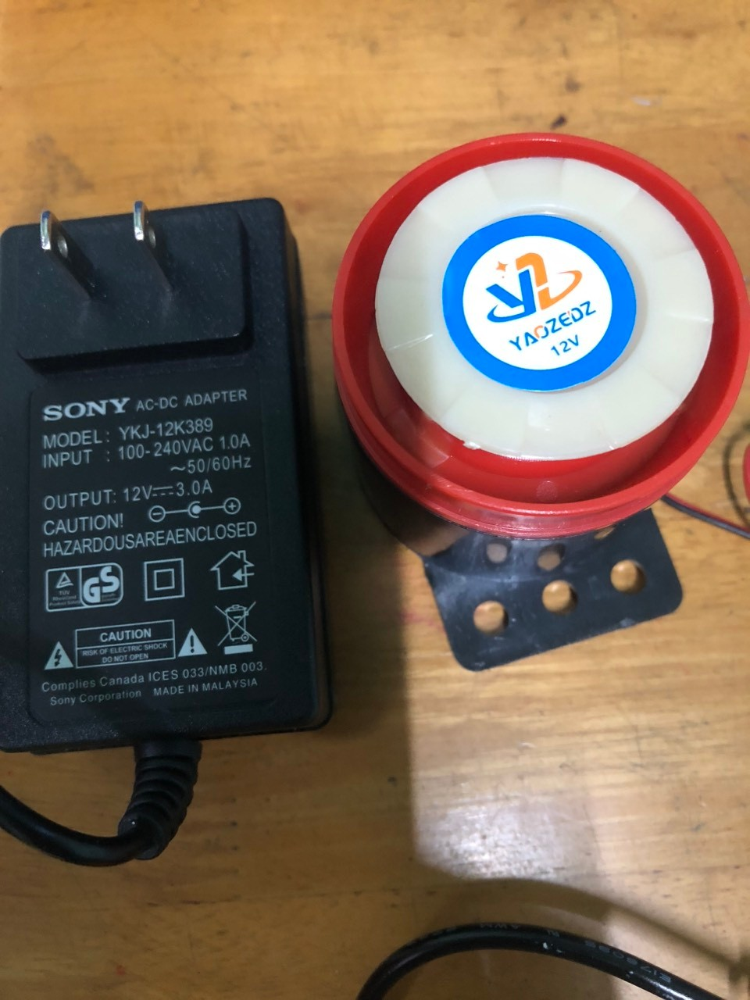 SONY AC-DC ADAPTER
MODEL: YKJ-12K389
INPUT : 100-240VAC 1.0A
~50/60Hz
OUTPUT: 12V⎓3.0A
CAUTION!
HAZARDOUSAREAENCLOSED
TÜV
GS
CAUTION
RISK OF ELECTRIC SHOCK
DO NOT OPEN
Complies Canada ICES 033/NMB 003.
Sony Corporation MADE IN MALAYSIA
YAOZEDZ
12V
AWM